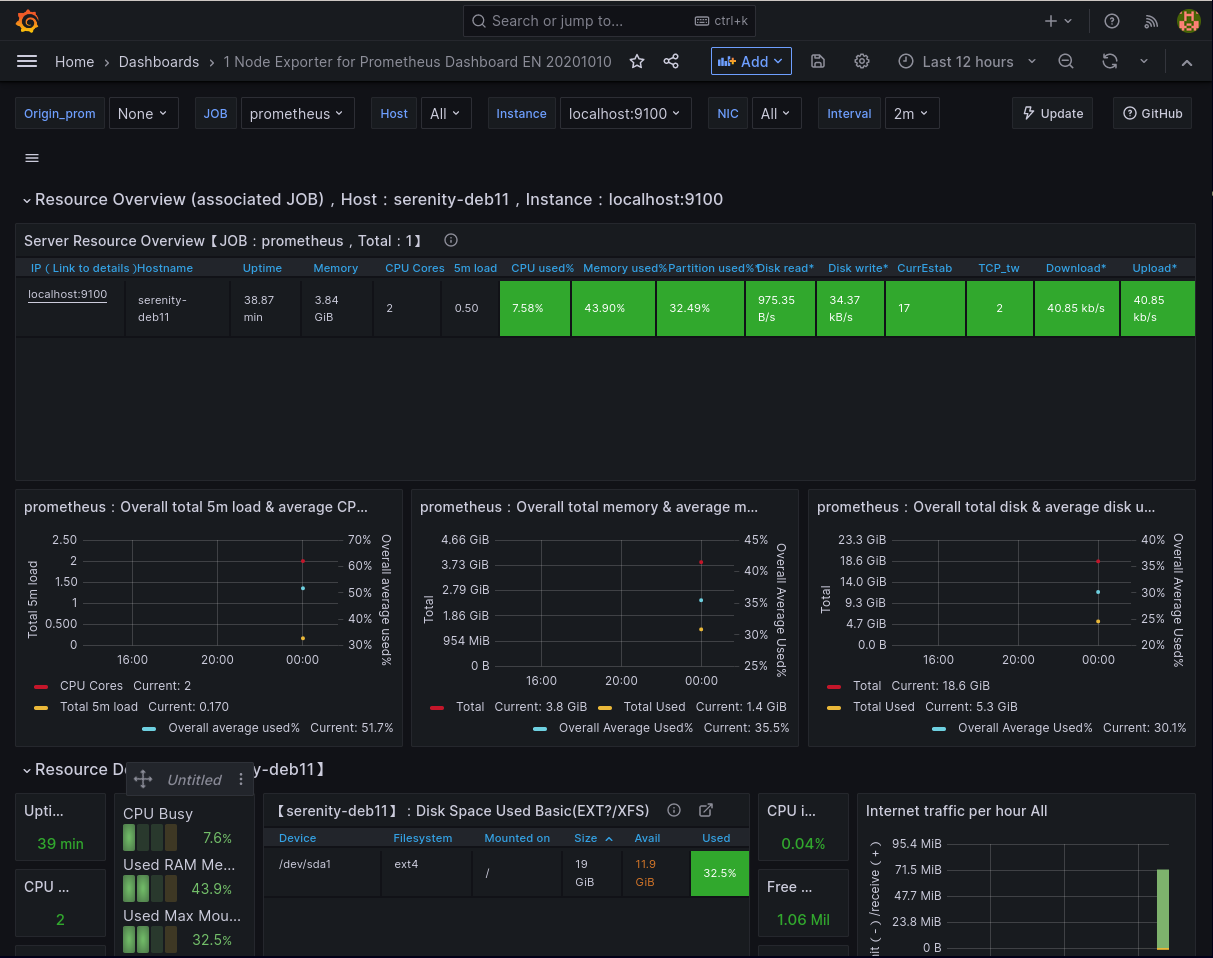 Search or jump to... ctrl+k
Home › Dashboards › 1 Node Exporter for Prometheus Dashboard EN 20201010 Add Last 12 hours
Origin_prom None JOB prometheus Host All Instance localhost:9100 NIC All Interval 2m Update GitHub
Resource Overview (associated JOB)，Host：serenity-deb11，Instance：localhost:9100
Server Resource Overview【JOB：prometheus，Total：1】
IP（Link to details）Hostname Uptime Memory CPU Cores 5m load CPU used% Memory used% Partition used%* Disk read* Disk write* CurrEstab TCP_tw Download* Upload*
localhost:9100 serenity-deb11 38.87 min 3.84 GiB 2 0.50 7.58% 43.90% 32.49% 975.35 B/s 34.37 kB/s 17 2 40.85 kb/s 40.85 kb/s
prometheus：Overall total 5m load & average CP...
Total 5m load
2.50
2
1.50
1
0.500
0
70%
60%
50%
40%
30%
Overall average used%
16:00 20:00 00:00
CPU Cores Current: 2
Total 5m load Current: 0.170
Overall average used% Current: 51.7%
prometheus：Overall total memory & average m...
Total
4.66 GiB
3.73 GiB
2.79 GiB
1.86 GiB
954 MiB
0 B
45%
40%
35%
30%
25%
Overall Average Used%
16:00 20:00 00:00
Total Current: 3.8 GiB Total Used Current: 1.4 GiB
Overall Average Used% Current: 35.5%
prometheus：Overall total disk & average disk u...
Total
23.3 GiB
18.6 GiB
14.0 GiB
9.3 GiB
4.7 GiB
0.0 B
40%
35%
30%
25%
20%
Overall Average Used%
16:00 20:00 00:00
Total Current: 18.6 GiB
Total Used Current: 5.3 GiB
Overall Average Used% Current: 30.1%
Resource D y-deb11】
Untitled
Upti...
39 min
CPU ...
2
CPU Busy
7.6%
Used RAM Me...
43.9%
Used Max Mou...
32.5%
【serenity-deb11】：Disk Space Used Basic(EXT?/XFS)
Device Filesystem Mounted on Size Avail Used
/dev/sda1 ext4 / 19 GiB 11.9 GiB 32.5%
CPU i...
0.04%
Free ...
1.06 Mil
Internet traffic per hour All
95.4 MiB
71.5 MiB
47.7 MiB
23.8 MiB
0 B
(-)/receive (+)